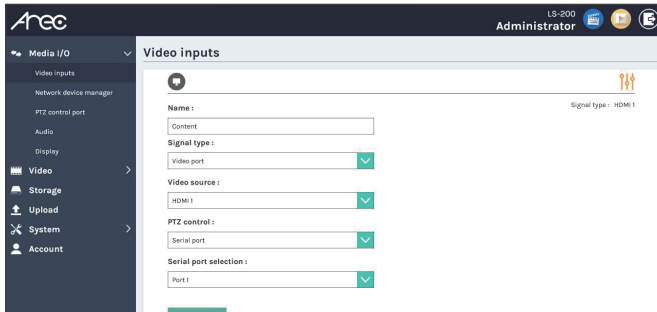 Arec
LS-200
Administrator
Media I/O
Video inputs
Network device manager
PTZ control port
Audio
Display
Video
Storage
Upload
System
Account
Video inputs
Signal type : HDMI 1
Name :
Content
Signal type :
Video port
Video source :
HDMI 1
PTZ control :
Serial port
Serial port selection :
Port 1